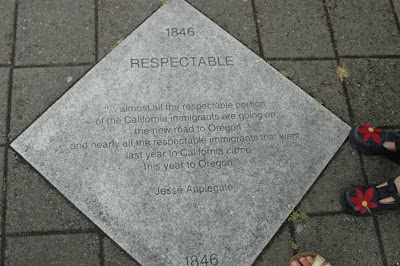 1846
RESPECTABLE
...almost all the respectable portion
of the California immigrants are going on
the new road to Oregon
...and nearly all the respectable immigrants that went
last year to California came
this year to Oregon.
Jesse Applegate
1846